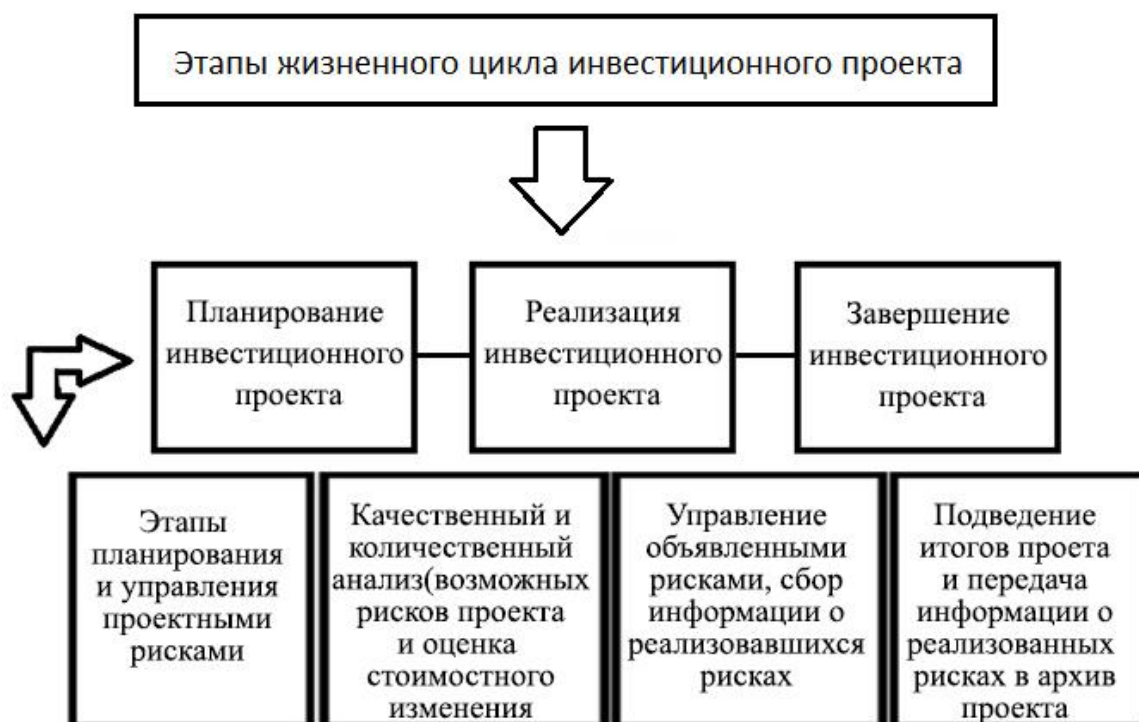 Этапы жизненного цикла инвестиционного проекта
Планирование
инвестиционного
проекта
Реализация
инвестиционного
проекта
Завершение
инвестиционного
проекта
Этапы
планирования
и управления
проектными
рисками
Качественный и
количественный
анализ(возможных
рисков проекта
и оценка
стоимостного
изменения
Управление
объявленными
рисками, сбор
информации о
реализовавшихся
рисках
Подведение
итогов проета
и передача
информации о
реализованных
рисках в архив
проекта